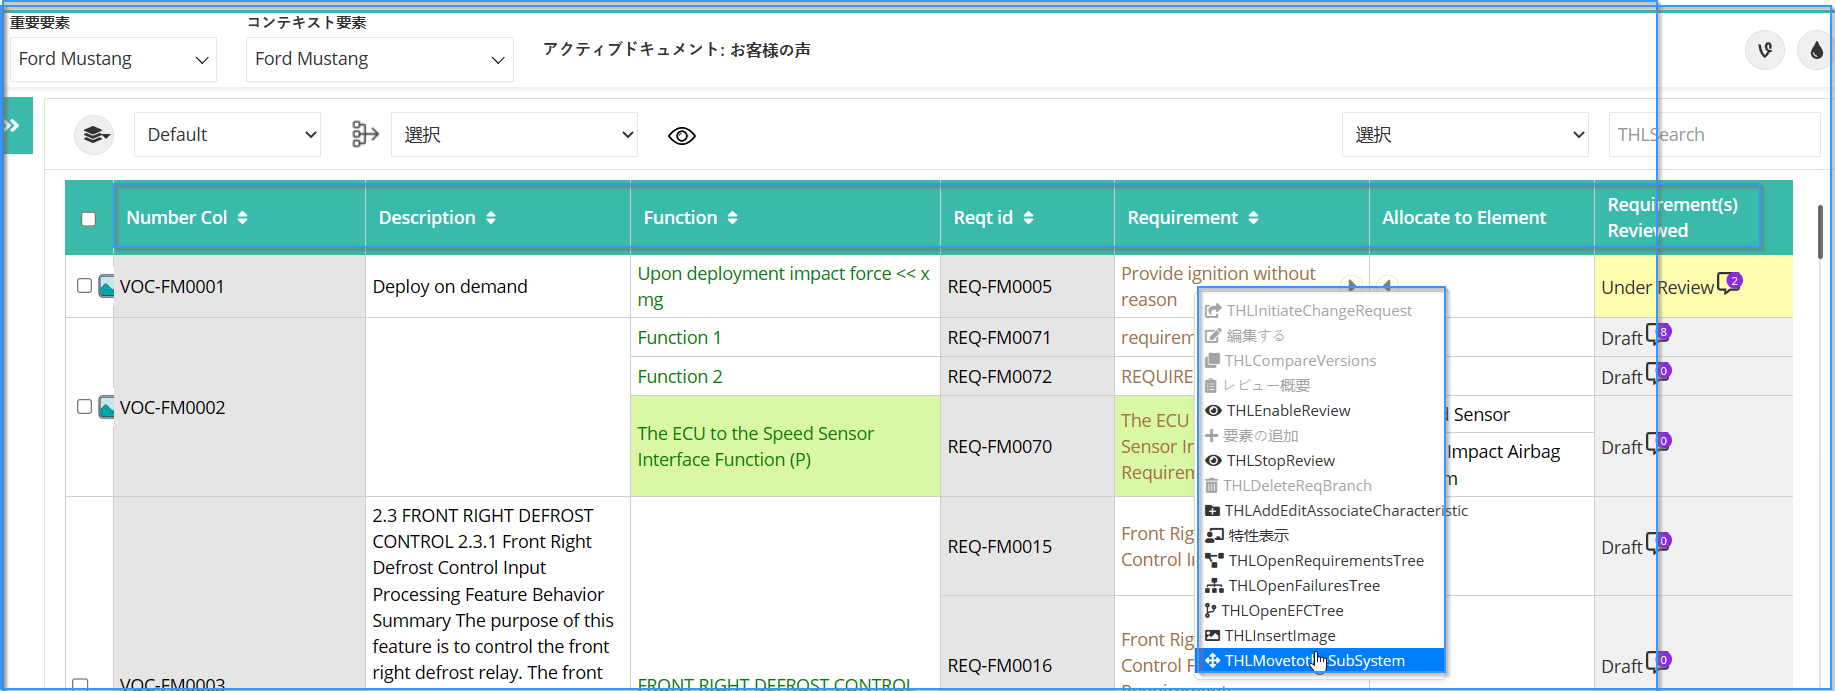 重要要素
コンテキスト要素
Ford Mustang
Ford Mustang
アクティブドキュメント: お客様の声
Default
選択
選択
THLSearch
Number Col
Description
Function
Reqt id
Requirement
Allocate to Element
Requirement(s)
Reviewed
VOC-FM0001
Deploy on demand
Upon deployment impact force << x
mg
REQ-FM0005
Provide ignition without
reason
Under Review
2
VOC-FM0002
Function 1
REQ-FM0071
requirem
Draft
8
Function 2
REQ-FM0072
REQUIRE
Draft
0
The ECU to the Speed Sensor
Interface Function (P)
REQ-FM0070
The ECU
Sensor In
Requirem
Sensor
Impact Airbag
Draft
0
VOC-FM0003
2.3 FRONT RIGHT DEFROST
CONTROL 2.3.1 Front Right
Defrost Control Input
Processing Feature Behavior
Summary The purpose of this
feature is to control the front
right defrost relay. The front
FRONT RIGHT DEFROST CONTROL
REQ-FM0015
Front Rig
Control I
Draft
0
REQ-FM0016
Front Rig
Control F
Draft
0
THLInitiateChangeRequest
編集する
THLCompareVersions
レビュー概要
THLEnableReview
要素の追加
THLStopReview
THLDeleteReqBranch
THLAddEditAssociateCharacteristic
特性表示
THLOpenRequirementsTree
THLOpenFailuresTree
THLOpenEFCTree
THLInsertImage